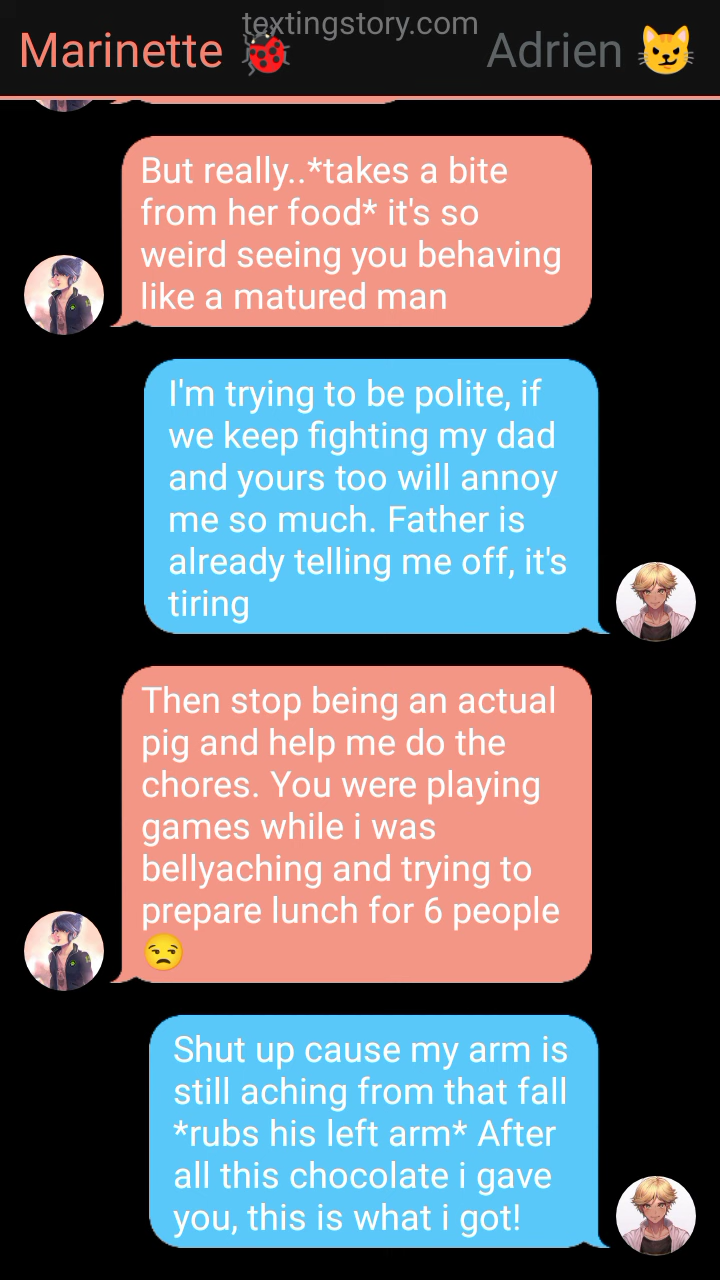 textingstory.com
Marinette 🐞 Adrien 😼
But really..*takes a bite
from her food* it's so
weird seeing you behaving
like a matured man
I'm trying to be polite, if
we keep fighting my dad
and yours too will annoy
me so much. Father is
already telling me off, it's
tiring
Then stop being an actual
pig and help me do the
chores. You were playing
games while i was
bellyaching and trying to
prepare lunch for 6 people
😒
Shut up cause my arm is
still aching from that fall
*rubs his left arm* After
all this chocolate i gave
you, this is what i got!